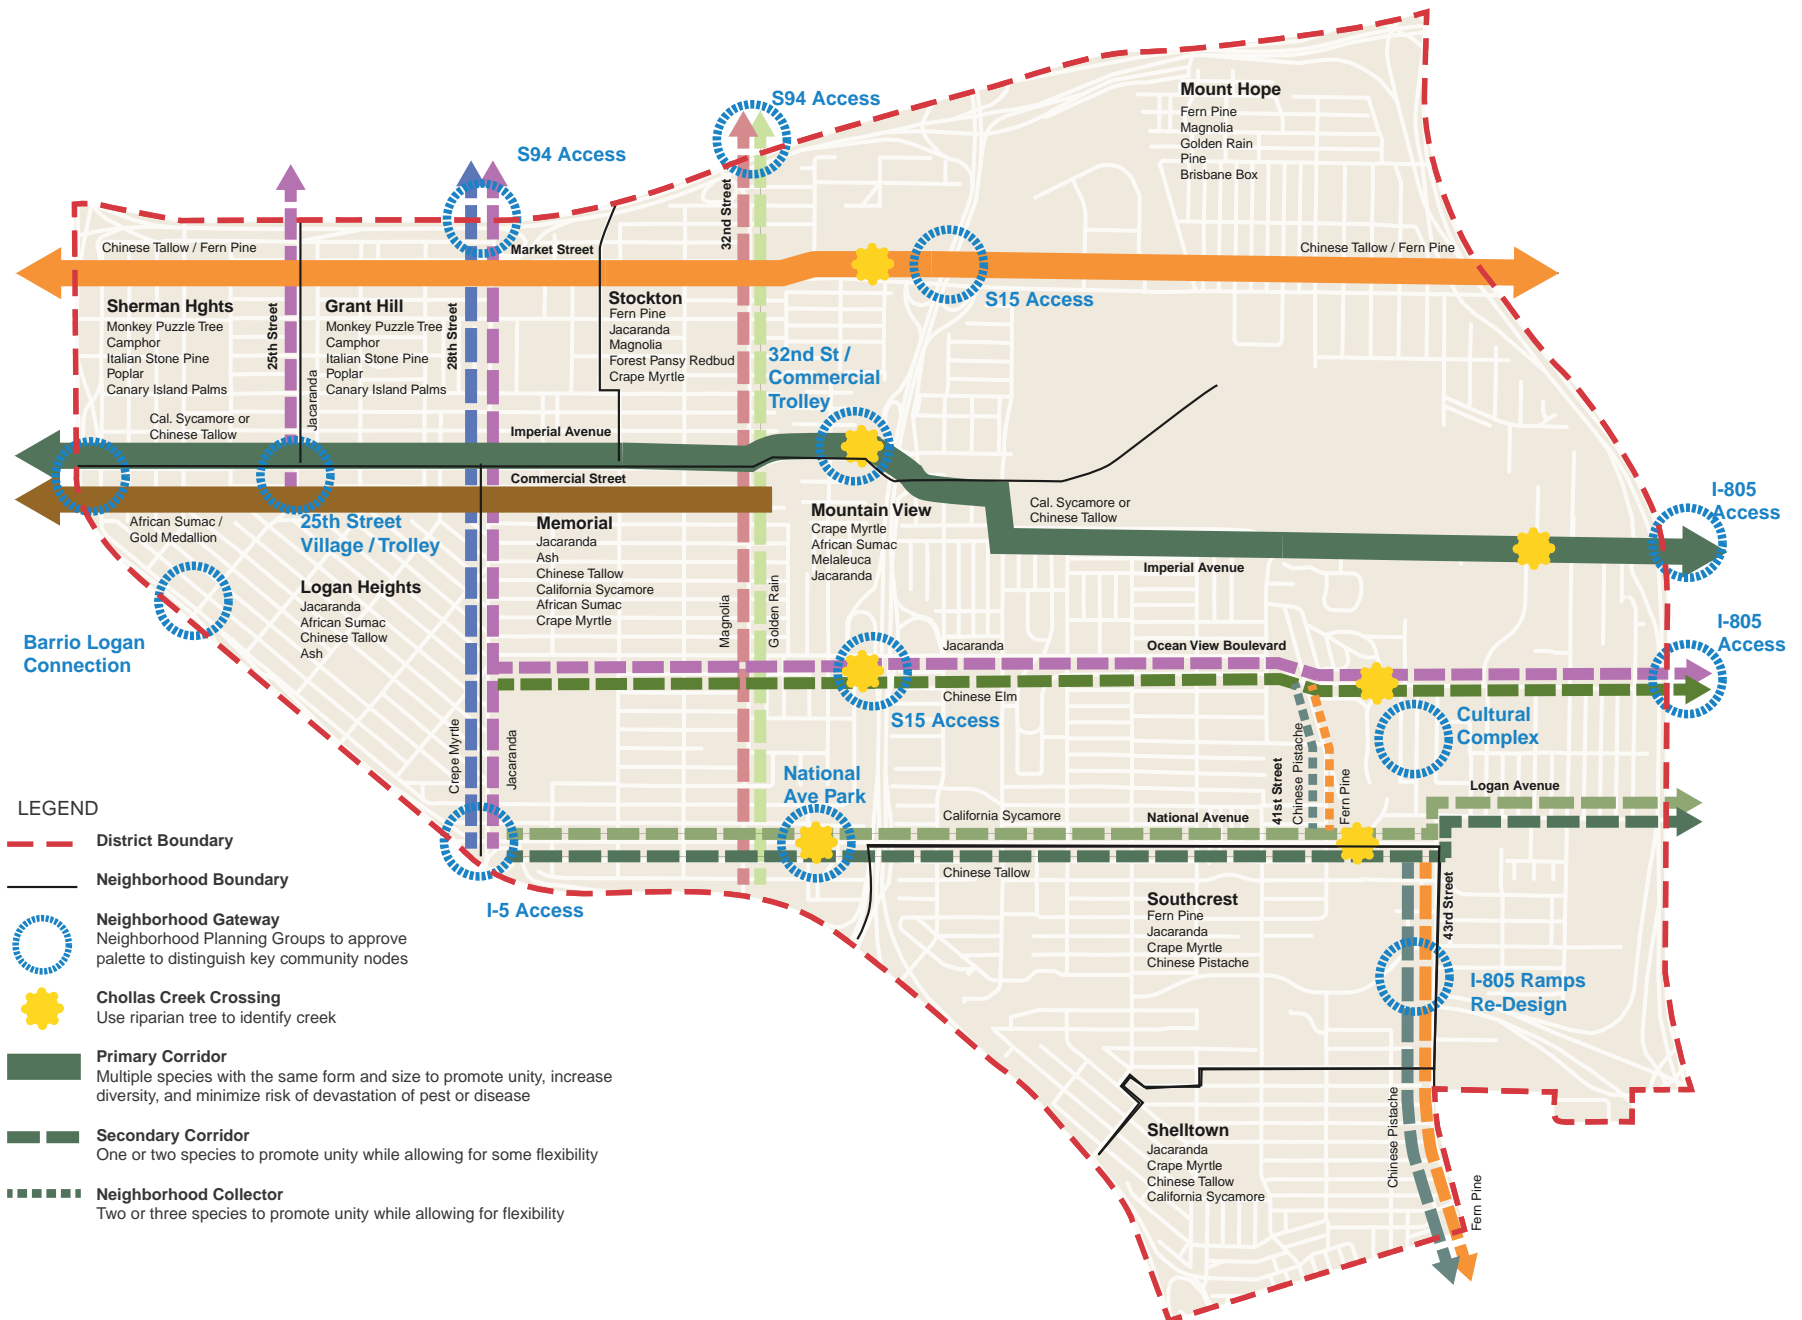 S94 Access
Mount Hope
Fern Pine
Magnolia
Golden Rain
Pine
Brisbane Box
S94 Access
32nd Street
Chinese Tallow / Fern Pine
Market Street
Chinese Tallow / Fern Pine
S15 Access
Sherman Hghts
Monkey Puzzle Tree
Camphor
Italian Stone Pine
Poplar
Canary Island Palms
25th Street
Jacaranda
Grant Hill
Monkey Puzzle Tree
Camphor
Italian Stone Pine
Poplar
Canary Island Palms
28th Street
Stockton
Fern Pine
Jacaranda
Magnolia
Forest Pansy Redbud
Crape Myrtle
32nd St /
Commercial
Trolley
Cal. Sycamore or
Chinese Tallow
Imperial Avenue
Commercial Street
African Sumac /
Gold Medallion
25th Street
Village / Trolley
Memorial
Jacaranda
Ash
Chinese Tallow
California Sycamore
African Sumac
Crape Myrtle
Mountain View
Crape Myrtle
African Sumac
Melaleuca
Jacaranda
Cal. Sycamore or
Chinese Tallow
Imperial Avenue
I-805
Access
Logan Heights
Jacaranda
African Sumac
Chinese Tallow
Ash
Barrio Logan
Connection
Magnolia
Golden Rain
Jacaranda
Ocean View Boulevard
I-805
Access
Chinese Elm
S15 Access
Cultural
Complex
Crepe Myrtle
Jacaranda
National
Ave Park
41st Street
Chinese Pistache
Fern Pine
Logan Avenue
California Sycamore
National Avenue
Chinese Tallow
I-5 Access
Southcrest
Fern Pine
Jacaranda
Crape Myrtle
Chinese Pistache
43rd Street
I-805 Ramps
Re-Design
Shelltown
Jacaranda
Crape Myrtle
Chinese Tallow
California Sycamore
Chinese Pistache
Fern Pine
LEGEND
District Boundary
Neighborhood Boundary
Neighborhood Gateway
Neighborhood Planning Groups to approve
palette to distinguish key community nodes
Chollas Creek Crossing
Use riparian tree to identify creek
Primary Corridor
Multiple species with the same form and size to promote unity, increase
diversity, and minimize risk of devastation of pest or disease
Secondary Corridor
One or two species to promote unity while allowing for some flexibility
Neighborhood Collector
Two or three species to promote unity while allowing for flexibility